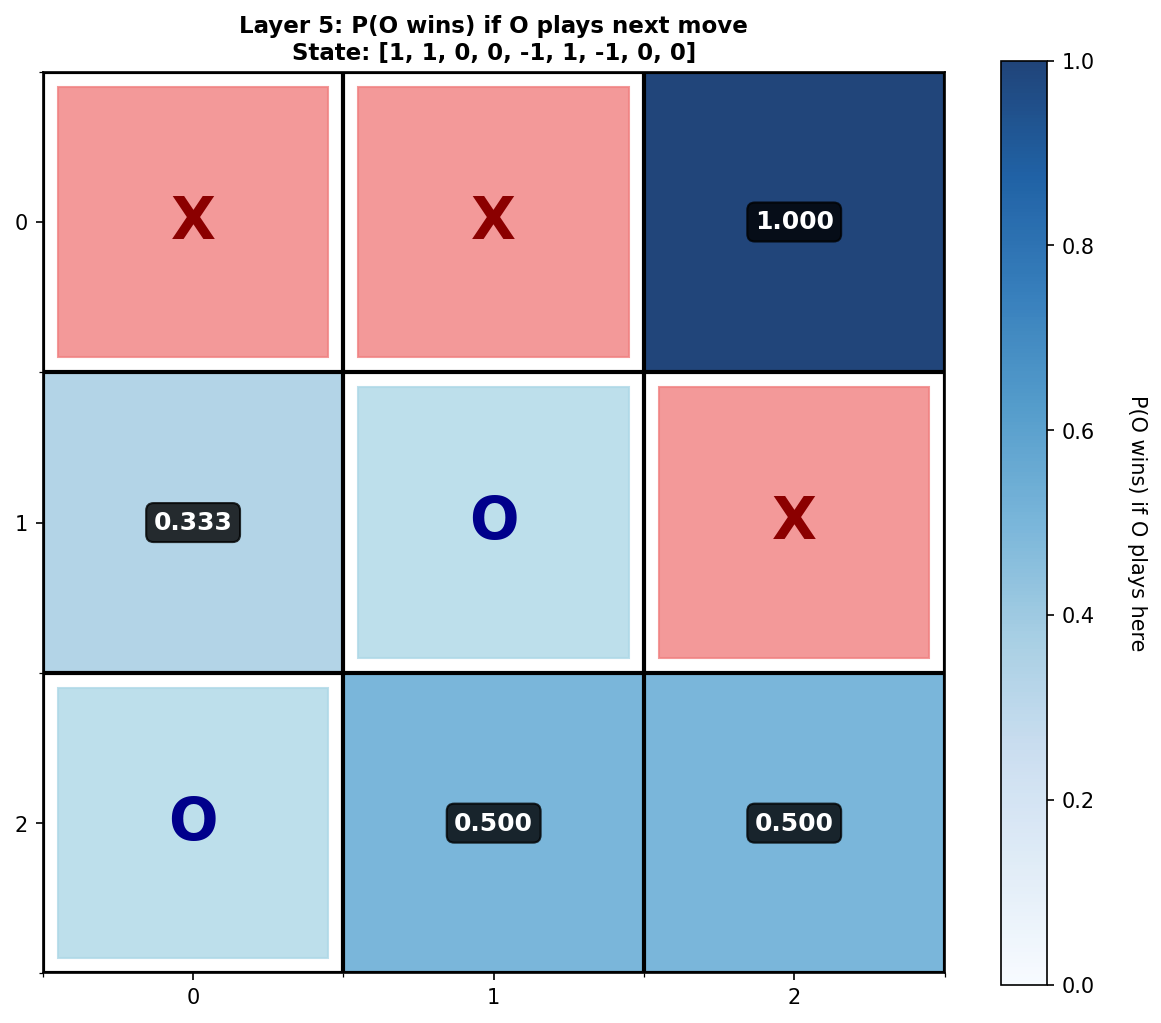 Layer 5: P(O wins) if O plays next move
State: [1, 1, 0, 0, -1, 1, -1, 0, 0]
0
X
X
1.000
1
0.333
O
X
2
O
0.500
0.500
0
1
2
1.0
0.8
0.6
0.4
0.2
0.0
P(O wins) if O plays here